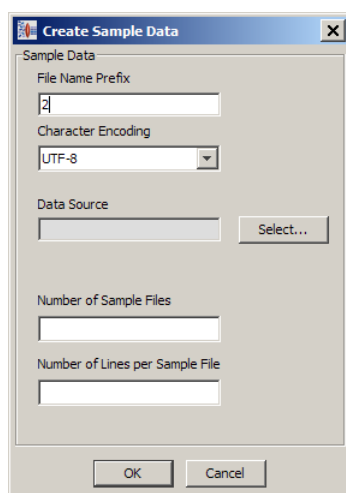 Create Sample Data
Sample Data
File Name Prefix
2
Character Encoding
UTF-8
Data Source
Select...
Number of Sample Files
Number of Lines per Sample File
OK
Cancel